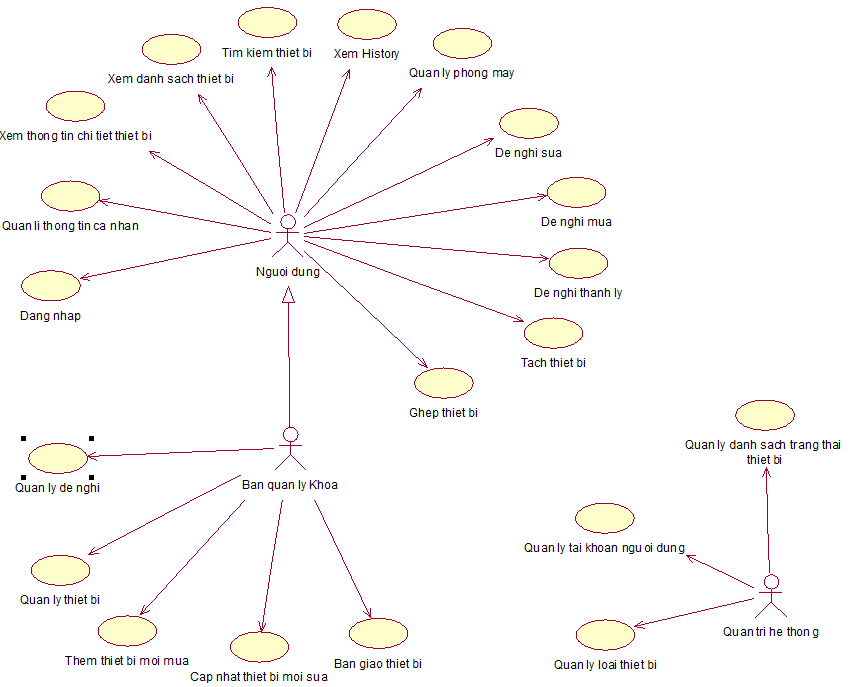 Tim kiem thiet bi
Xem History
Quan ly phong may
Xem danh sach thiet bi
Xem thong tin chi tiet thiet bi
De nghi sua
Quan li thong tin ca nhan
De nghi mua
Nguoi dung
De nghi thanh ly
Dang nhap
Tach thiet bi
Ghep thiet bi
Quan ly danh sach trang thai
thiet bi
Ban quan ly Khoa
Quan ly de nghi
Quan ly tai khoan nguoi dung
Quan ly thiet bi
Quan tri he thong
Them thiet bi moi mua
Cap nhat thiet bi moi sua
Ban giao thiet bi
Quan ly loai thiet bi